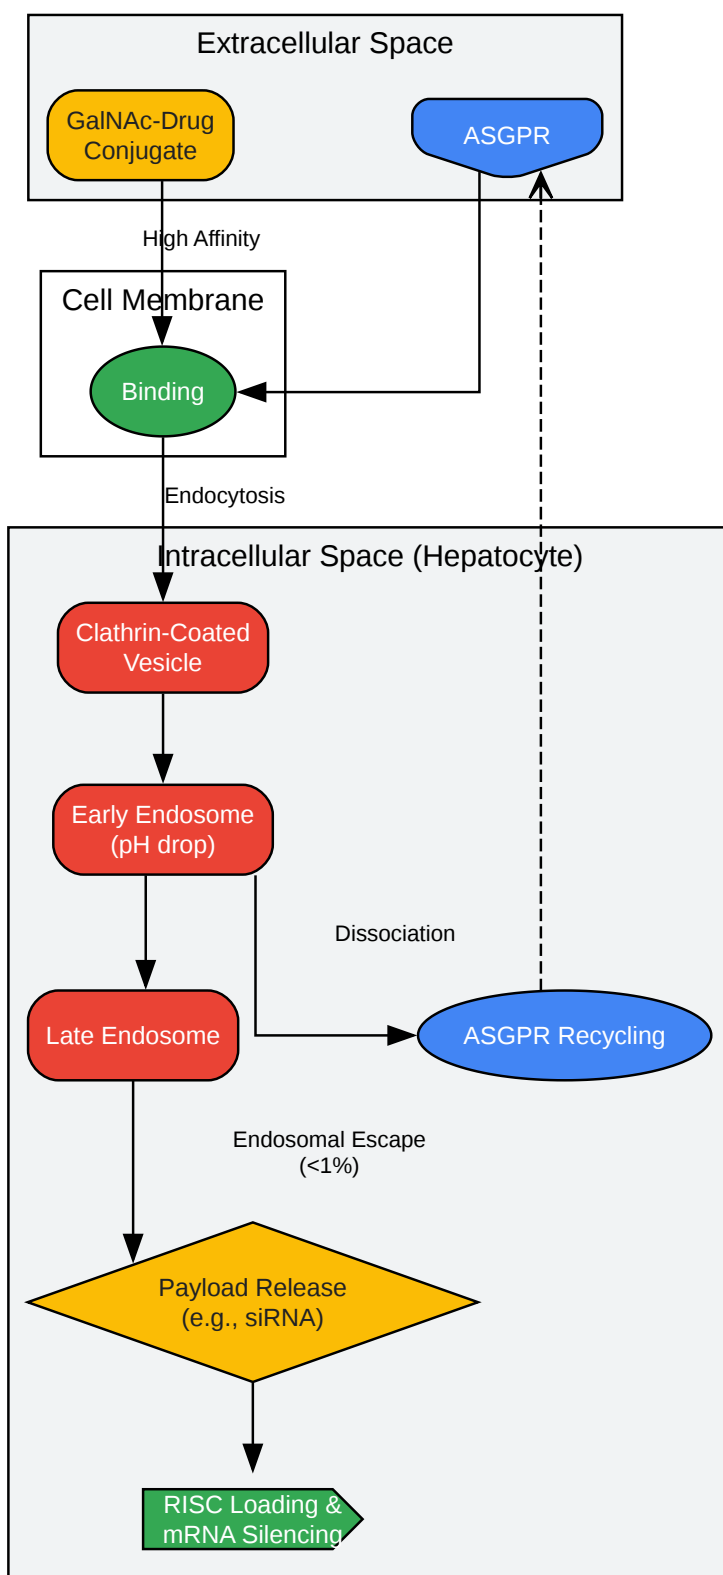 Extracellular Space
GalNAc-Drug
Conjugate
ASGPR
High Affinity
Cell Membrane
Binding
Endocytosis
Intracellular Space (Hepatocyte)
Clathrin-Coated
Vesicle
Early Endosome
(pH drop)
Dissociation
Late Endosome
ASGPR Recycling
Endosomal Escape
(<1%)
Payload Release
(e.g., siRNA)
RISC Loading &
mRNA Silencing